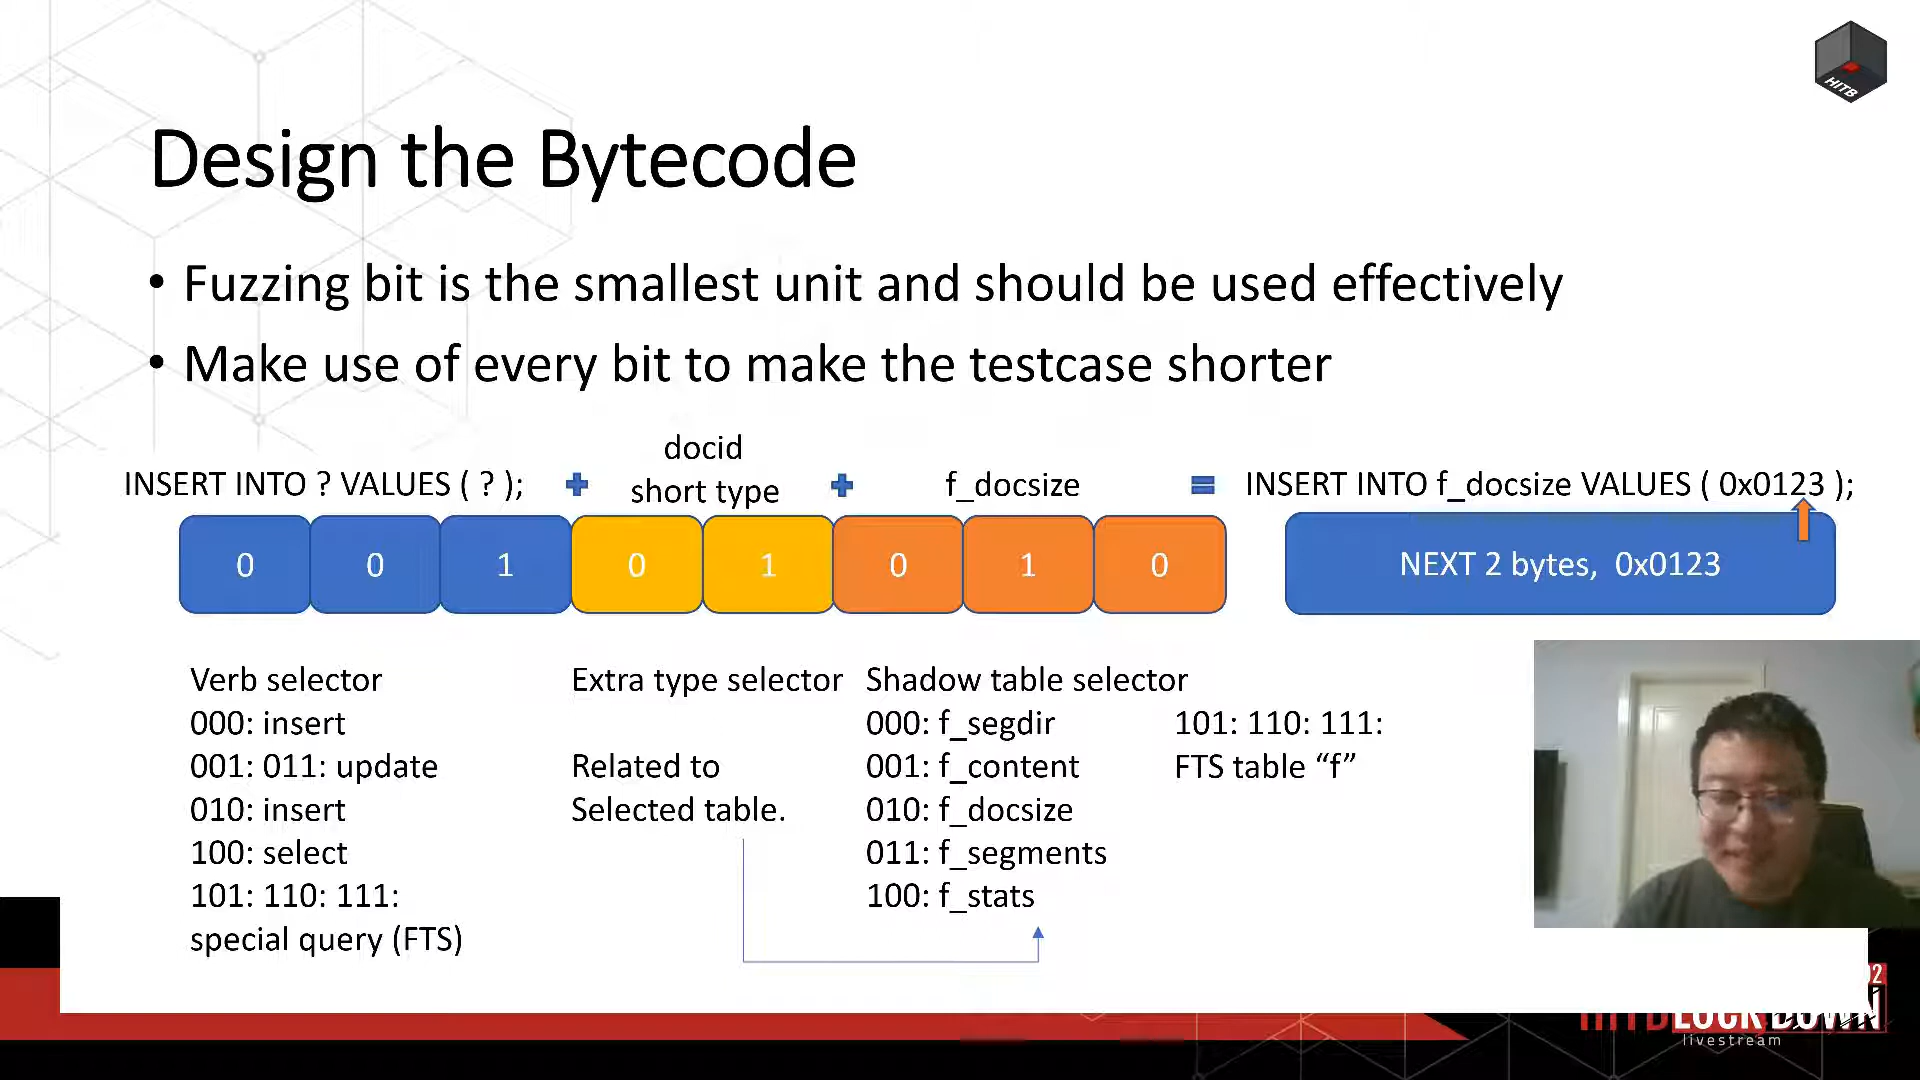 HITB
Design the Bytecode
• Fuzzing bit is the smallest unit and should be used effectively
• Make use of every bit to make the testcase shorter
INSERT INTO ? VALUES ( ? );
docid
short type
f_docsize
INSERT INTO f_docsize VALUES ( 0x0123 );
0 0 1 0 1 0 1 0
NEXT 2 bytes, 0x0123
Verb selector
000: insert
001: 011: update
010: insert
100: select
101: 110: 111:
special query (FTS)
Extra type selector
Related to
Selected table.
Shadow table selector
000: f_segdir
001: f_content
010: f_docsize
011: f_segments
100: f_stats
101: 110: 111:
FTS table “f”
HITBLOCKDOWN
livestream